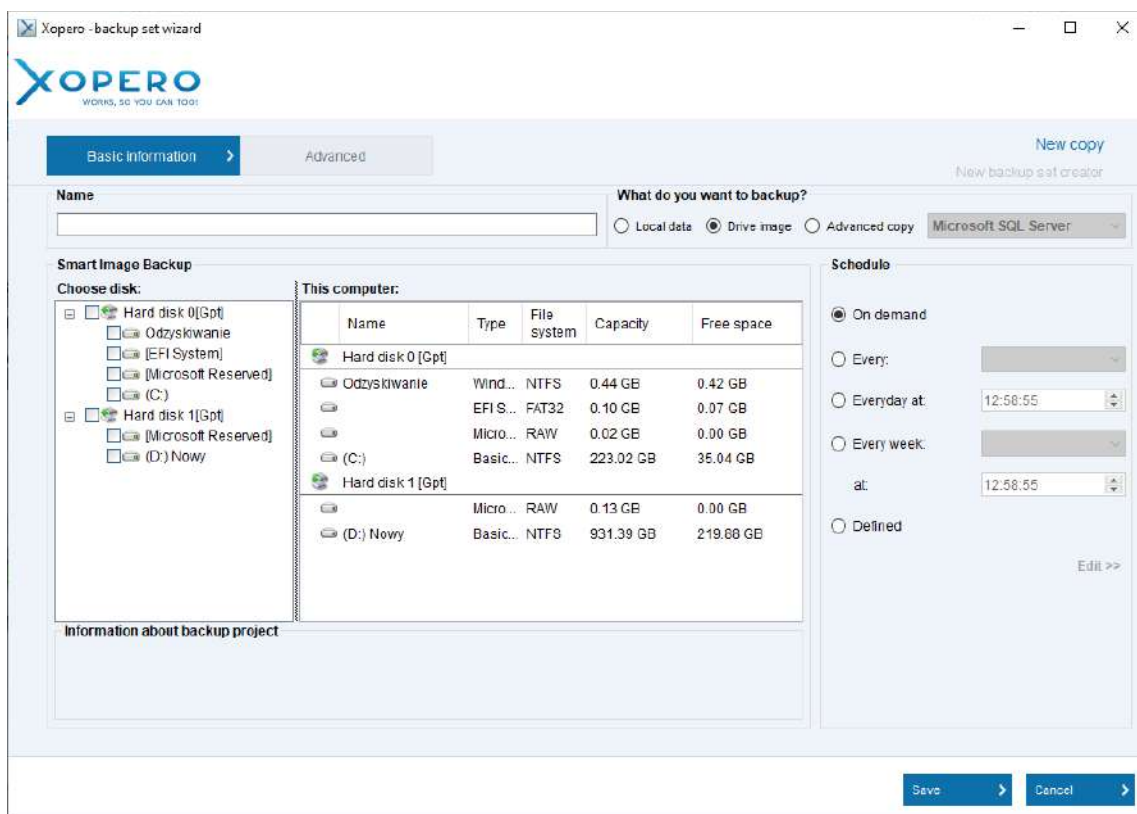 Xopero - backup set wizard
XOPERO
WORKS, SO YOU CAN TOO!
Basic information
Advanced
New copy
New backup set creator
Name
What do you want to backup?
Local data Drive image Advanced copy Microsoft SQL Server
Smart Image Backup
Choose disk:
Hard disk 0[Gpt]
Odzyskiwanie
[EFI System]
[Microsoft Reserved]
(C:)
Hard disk 1[Gpt]
[Microsoft Reserved]
(D:) Nowy
This computer:
Name Type File system Capacity Free space
Hard disk 0 [Gpt]
Odzyskiwanie Wind... NTFS 0.44 GB 0.42 GB
EFI S... FAT32 0.10 GB 0.07 GB
Micro... RAW 0.02 GB 0.00 GB
(C:) Basic... NTFS 223.02 GB 35.04 GB
Hard disk 1 [Gpt]
Micro... RAW 0.13 GB 0.00 GB
(D:) Nowy Basic... NTFS 931.39 GB 219.88 GB
Schedule
On demand
Every:
Everyday at: 12:58:55
Every week:
at: 12:58:55
Defined
Edit >>
Information about backup project
Save
Cancel